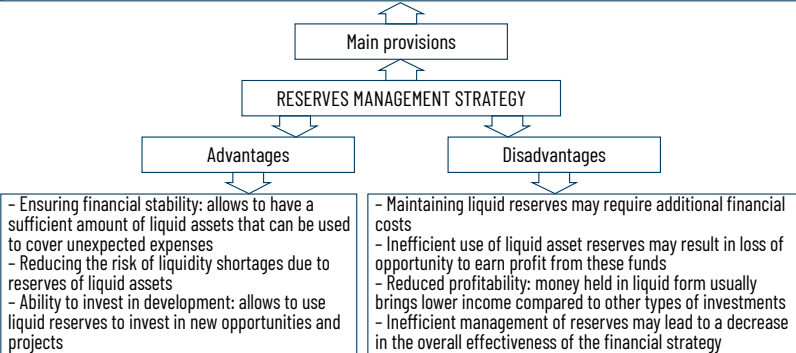 Main provisions
RESERVES MANAGEMENT STRATEGY
Advantages
Disadvantages
– Ensuring financial stability: allows to have a
sufficient amount of liquid assets that can be used
to cover unexpected expenses
– Reducing the risk of liquidity shortages due to
reserves of liquid assets
– Ability to invest in development: allows to use
liquid reserves to invest in new opportunities and
projects
– Maintaining liquid reserves may require additional financial
costs
– Inefficient use of liquid asset reserves may result in loss of
opportunity to earn profit from these funds
– Reduced profitability: money held in liquid form usually
brings lower income compared to other types of investments
– Inefficient management of reserves may lead to a decrease
in the overall effectiveness of the financial strategy